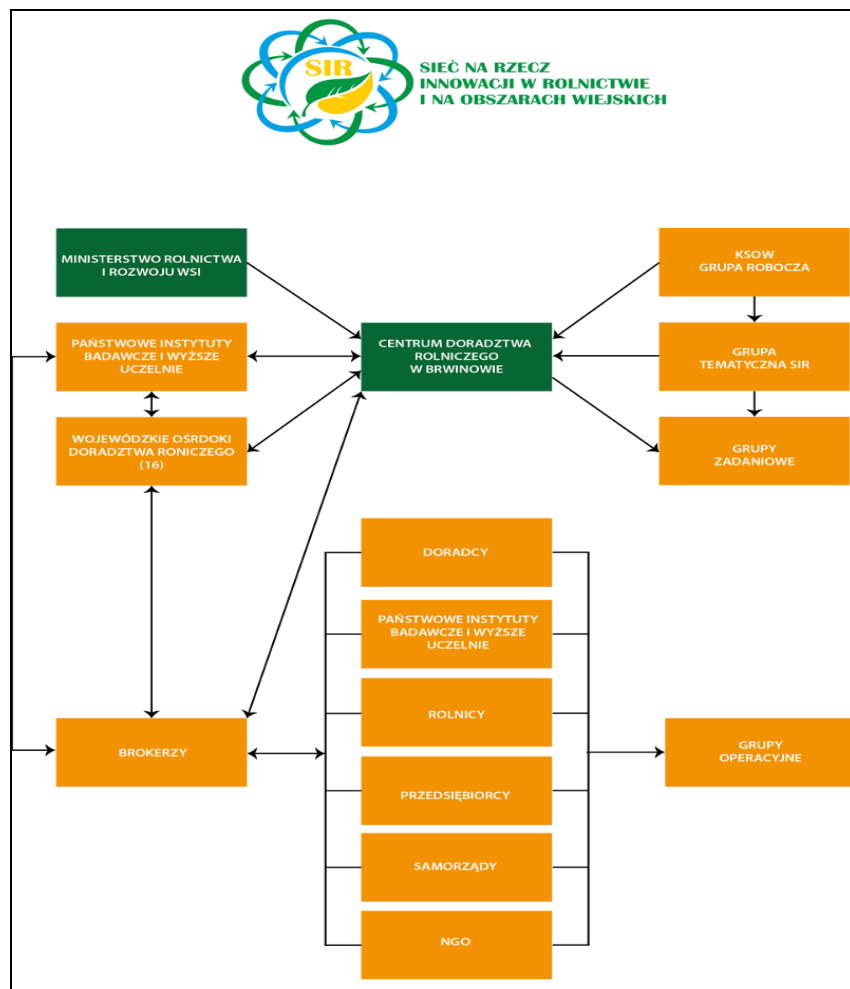 SIR
SIEĆ NA RZECZ
INNOWACJI W ROLNICTWIE
I NA OBSZARACH WIEJSKICH
MINISTERSTWO ROLNICTWA
I ROZWOJU WSI
KSOW
GRUPA ROBOCZA
PAŃSTWOWE INSTYTUTY
BADAWCZE I WYŻSZE
UCZELNIE
CENTRUM DORADZTWA
ROLNICZEGO
W BRWINOWIE
GRUPA
TEMATYCZNA SIR
WOJEWÓDZKIE OŚRDOKI
DORADZTWA RONICZEGO
(16)
GRUPY
ZADANIOWE
DORADCY
PAŃSTWOWE INSTYTUTY
BADAWCZE I WYŻSZE
UCZELNIE
ROLNICY
BROKERZY
GRUPY
OPERACYJNE
PRZEDSIĘBIORCY
SAMORZĄDY
NGO